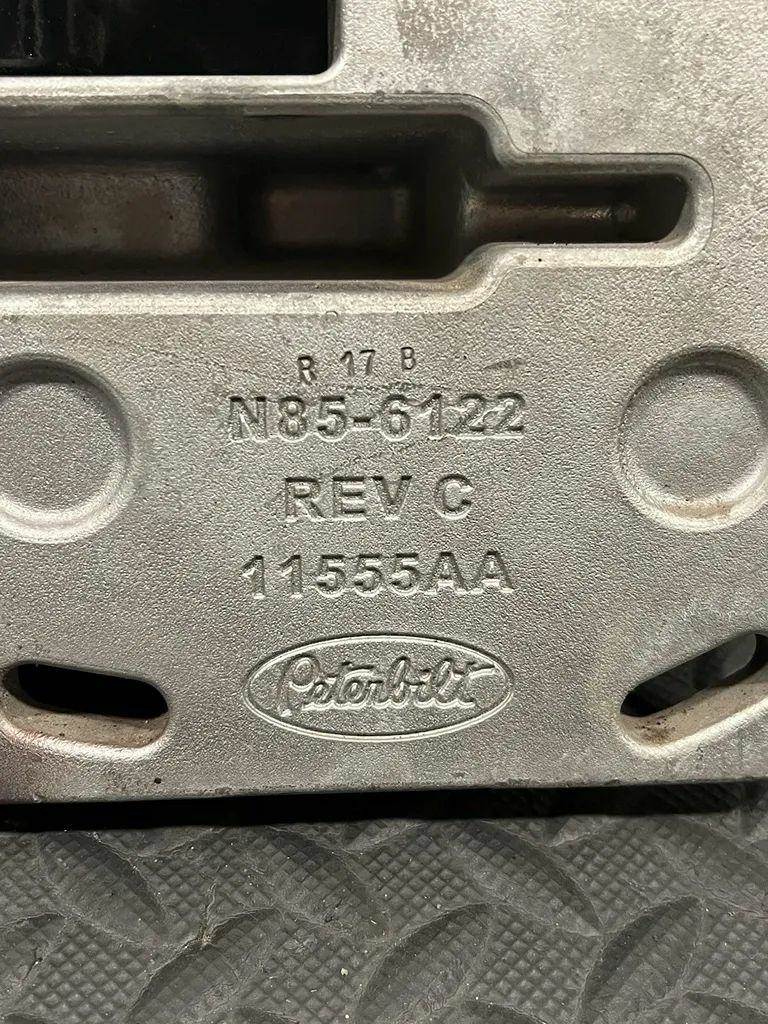 R 17 B
N85-6122
REV C
11555AA
Peterbilt